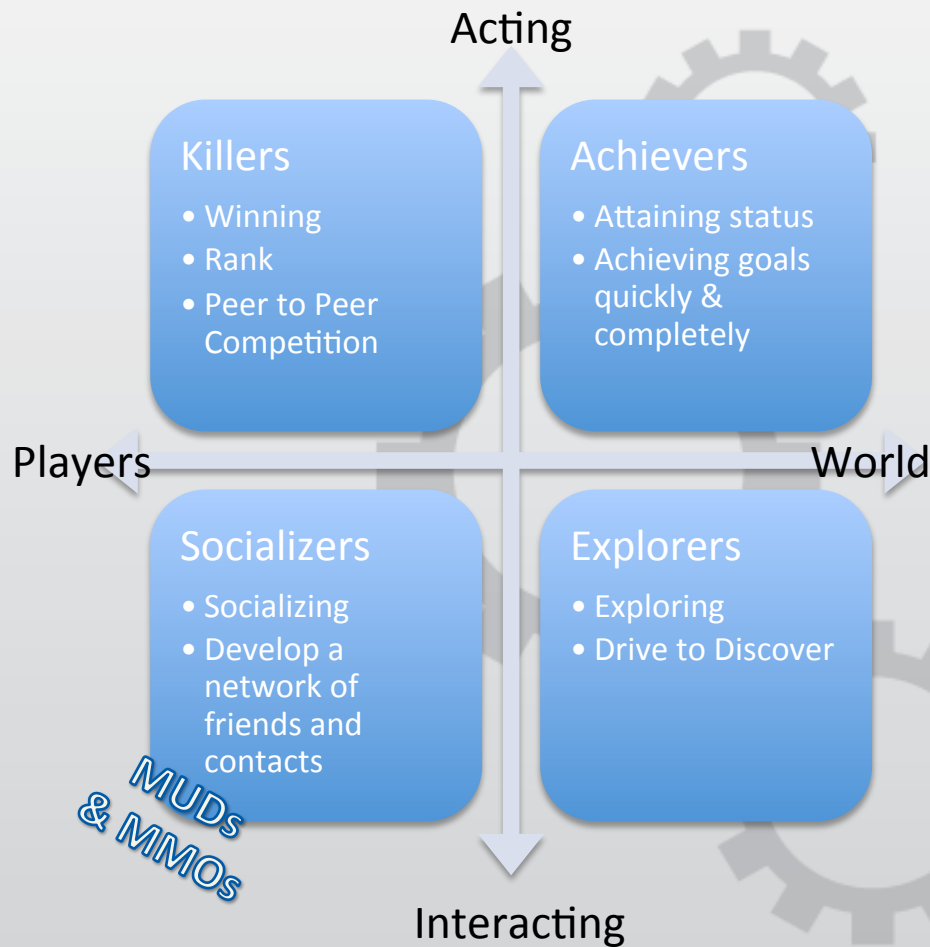 Acting
Killers
• Winning
• Rank
• Peer to Peer
Competition
Achievers
• Attaining status
• Achieving goals
quickly &
completely
Players
World
Socializers
• Socializing
• Develop a
network of
friends and
contacts
Explorers
• Exploring
• Drive to Discover
MUDs
& MMOs
Interacting